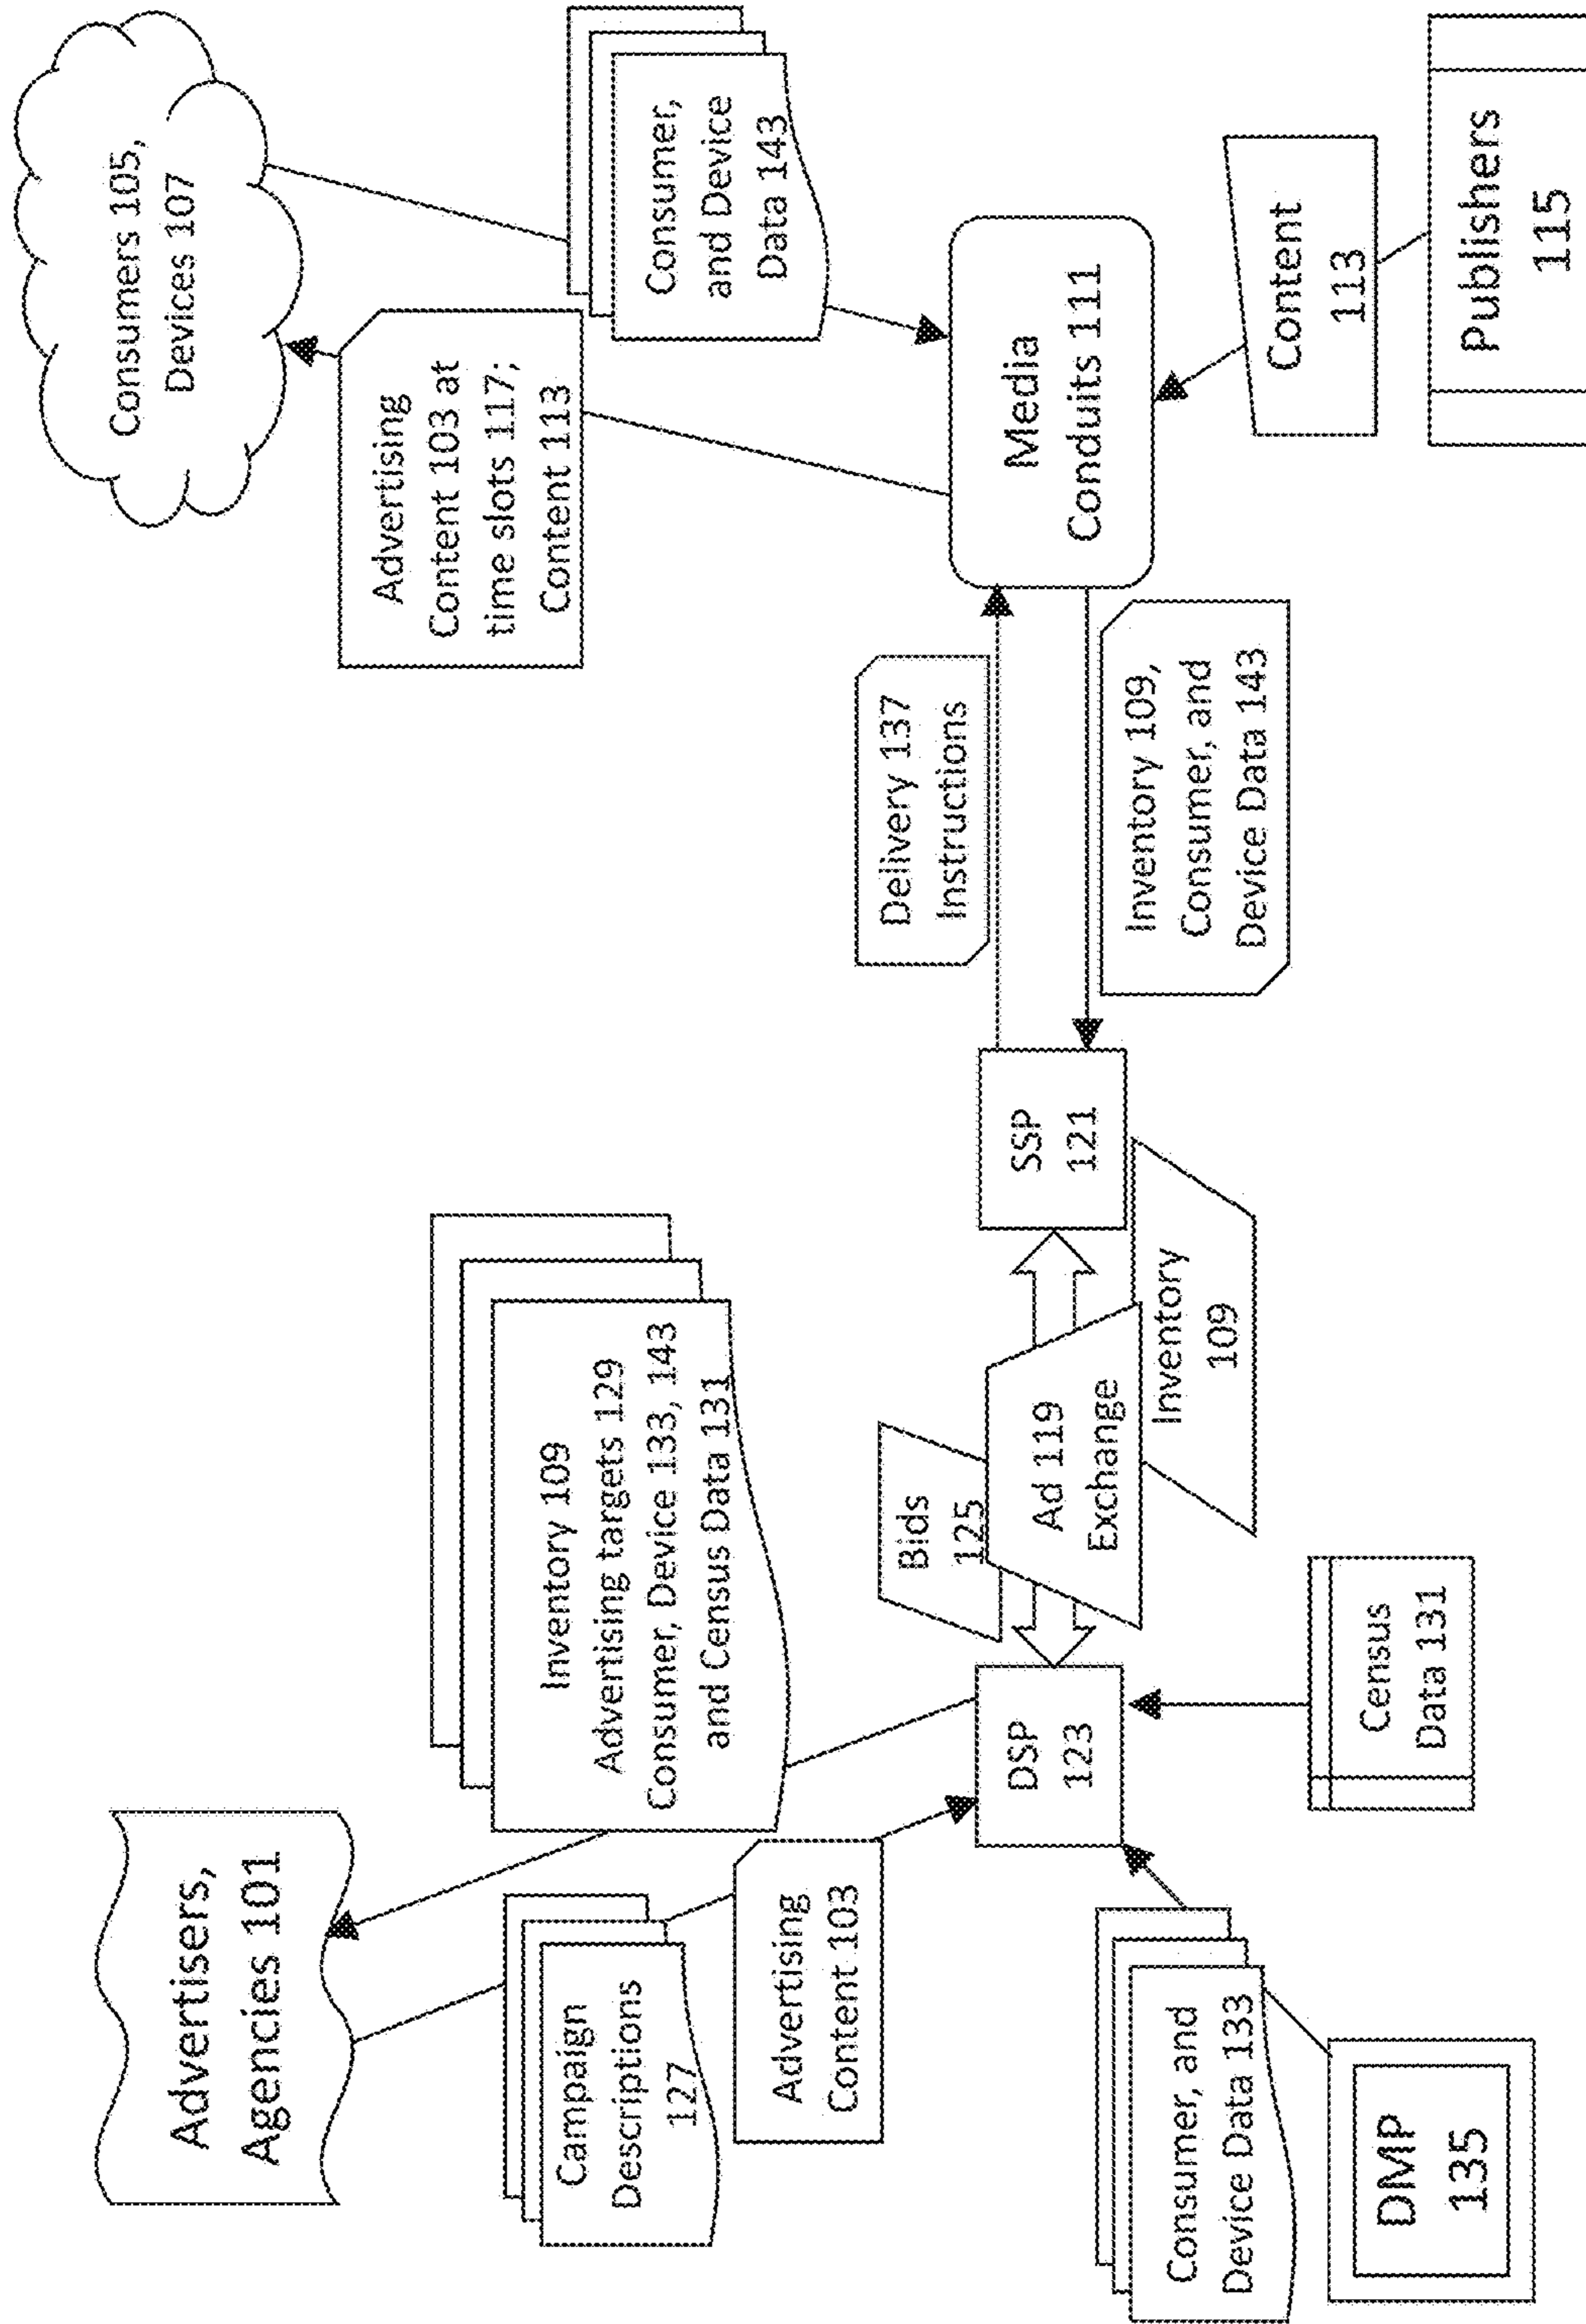 Advertisers,
Agencies 101
Campaign
Descriptions
127
Advertising
Content 103
Inventory 109
Advertising targets 129
Consumer, Device 133, 143
and Census Data 131
Consumers 105,
Devices 107
Advertising
Content 103 at
time slots 117;
Content 113
Consumer,
and Device
Data 143
Delivery 137
Instructions
Media
Conduits 111
Inventory 109,
Consumer, and
Device Data 143
Bids
125
Ad 119
Exchange
Inventory
109
DSP
123
SSP
121
Consumer, and
Device Data 133
DMP
135
Census
Data 131
Content
113
Publishers
115